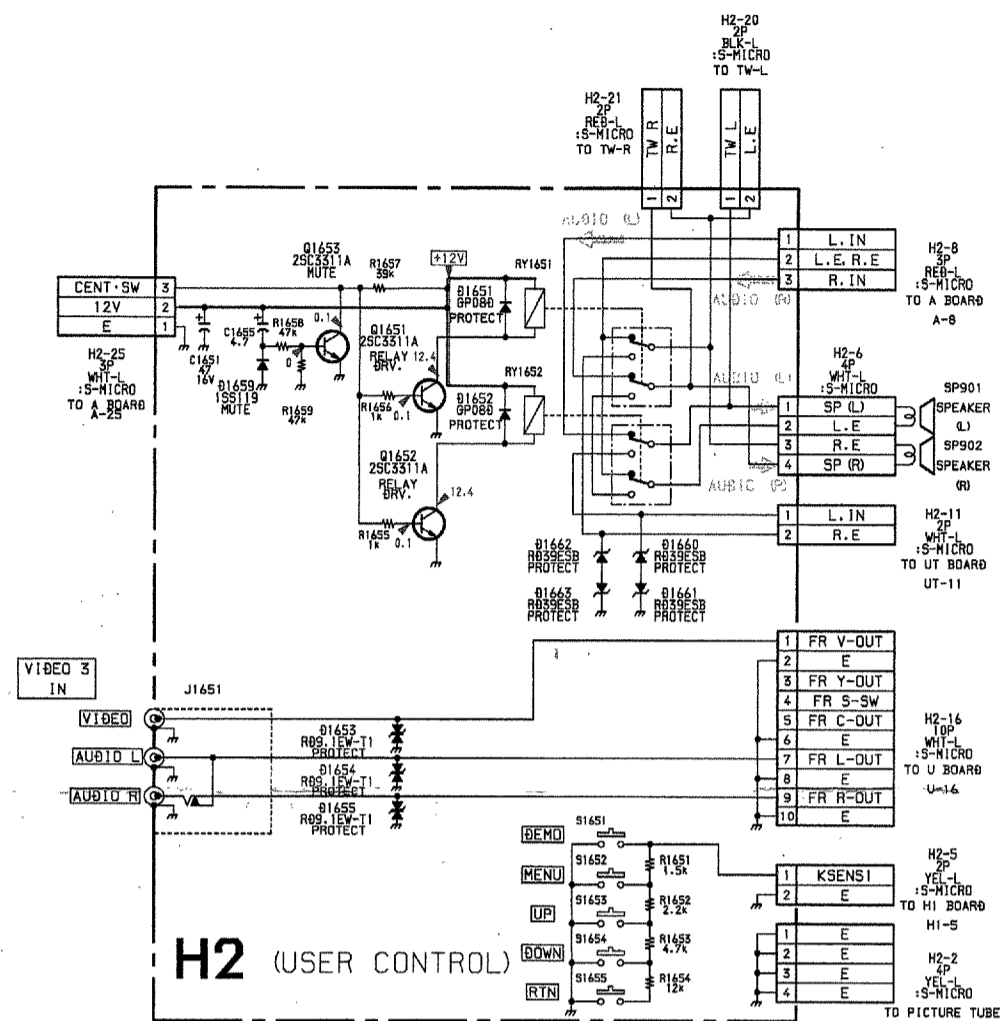 H2-20
2P
BLK-L
:S-MICRO
TO TW-L
H2-21
2P
RED-L
:S-MICRO
TO TW-R
TW R
R.E
1
2
TW L
L.E
1
2
AUDIO (L)
AUDIO (R)
1 L.IN
2 L.E,R.E
3 R.IN
H2-8
3P
RED-L
:S-MICRO
TO A BOARD
A-8
CENT·SW 3
12V 2
E 1
H2-25
3P
WHT-L
:S-MICRO
TO A BOARD
A-25
Q1653
2SC3311A
MUTE
R1657
39k
+12V
D1651
GP08D
PROTECT
RY1651
C1651
47
16V
C1655
4.7
R1658
47k
0.1
0
D1659
1SS119
MUTE
R1659
47k
Q1651
2SC3311A
RELAY
DRV.
12.4
R1656
1k
0.1
D1652
GP08D
PROTECT
RY1652
Q1652
2SC3311A
RELAY
DRV.
12.4
R1655
1k
0.1
AUDIO (L)
AUDIO (R)
H2-6
4P
WHT-L
:S-MICRO
1 SP (L)
2 L.E
3 R.E
4 SP (R)
SP901
SPEAKER
(L)
SP902
SPEAKER
(R)
1 L.IN
2 R.E
H2-11
2P
WHT-L
:S-MICRO
TO UT BOARD
UT-11
D1662
RD39ESB
PROTECT
D1660
RD39ESB
PROTECT
D1663
RD39ESB
PROTECT
D1661
RD39ESB
PROTECT
VIDEO 3
IN
J1651
VIDEO
AUDIO L
AUDIO R
D1653
RD9.1EW-T1
PROTECT
D1654
RD9.1EW-T1
PROTECT
D1655
RD9.1EW-T1
PROTECT
1 FR V-OUT
2 E
3 FR Y-OUT
4 FR S-SW
5 FR C-OUT
6 E
7 FR L-OUT
8 E
9 FR R-OUT
10 E
H2-16
10P
WHT-L
:S-MICRO
TO U BOARD
U-16
DEMO
S1651
MENU
S1652
UP
S1653
DOWN
S1654
RTN
S1655
R1651
1.5k
R1652
2.2k
R1653
4.7k
R1654
12k
1 KSENS1
2 E
H2-5
2P
YEL-L
:S-MICRO
TO H1 BOARD
H1-5
1 E
2 E
3 E
4 E
H2-2
4P
YEL-L
:S-MICRO
TO PICTURE TUBE
H2 (USER CONTROL)